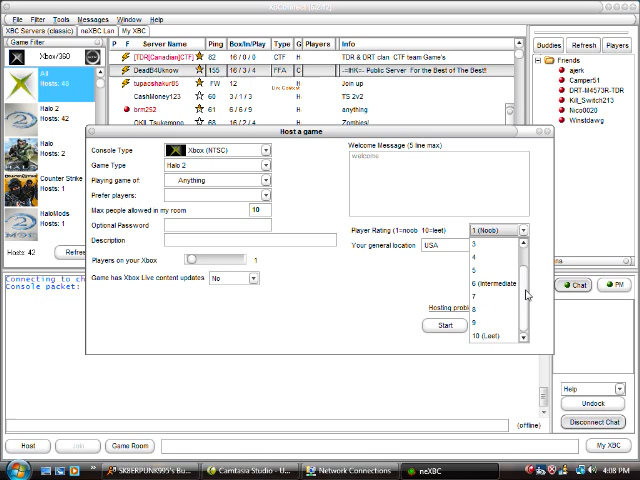 File Filter Tools Messages Window Help
XBC Servers (classic) neXBC Lan My XBC
Game Filter
Xbox/360
All
Hosts: 48
Halo 2
Hosts: 42
Halo
Hosts: 2
Counter Strike
Hosts: 1
HaloMods
Hosts: 0
Hosts: 42
P F Server Name Ping Box/In/Play Type G Players Info
[TDR[Canadian]CTF] 82 16 / 0 / 0 CTF H TDR & DRT clan CTF team Game's
DeadB4Uknow 155 16 / 3 / 4 FFA C -=IHK=- Public Server For the Best of The Best!!
tupacshakur85 FW 12 H Join up
CashMoney123 60 3 / 0 / 1 H TS 2v2
brm252 61 6 / 6 / 9 H anything
Zombies!
Buddies Refresh Players
Friends
ajerk
Camper51
DRT-M4573R-TDR
Kill_Switch213
Nico0020
Winstdawg
Host a game
Console Type Xbox (NTSC)
Game Type Halo 2
Playing game of: Anything
Prefer players:
Max people allowed in my room 10
Optional Password
Description
Players on your Xbox 1
Game has Xbox Live content updates No
Welcome Message (5 line max)
welcome
Player Rating (1=noob 10=leet) 1 (Noob)
Your general location USA
3
4
5
6 (Intermediate
7
8
9
10 (Leet)
Start
Connecting to
Console packet:
Chat PM
Help
Undock
(offline) Disconnect Chat
Host Join Game Room My XBC
Start SK8ERPUNK995's Bu... Camtasia Studio - U... Network Connections neXBC 4:08 PM